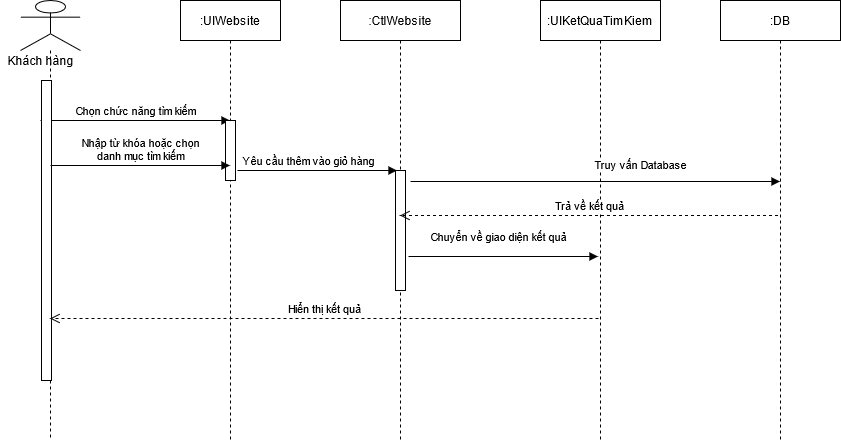 :UIWebsite
:CtlWebsite
:UIKetQuaTimKiem
:DB
Khách hàng
Chọn chức năng tìm kiếm
Nhập từ khóa hoặc chọn
danh mục tìm kiếm
Yêu cầu thêm vào giỏ hàng
Truy vấn Database
Trả về kết quả
Chuyển về giao diện kết quả
Hiển thị kết quả